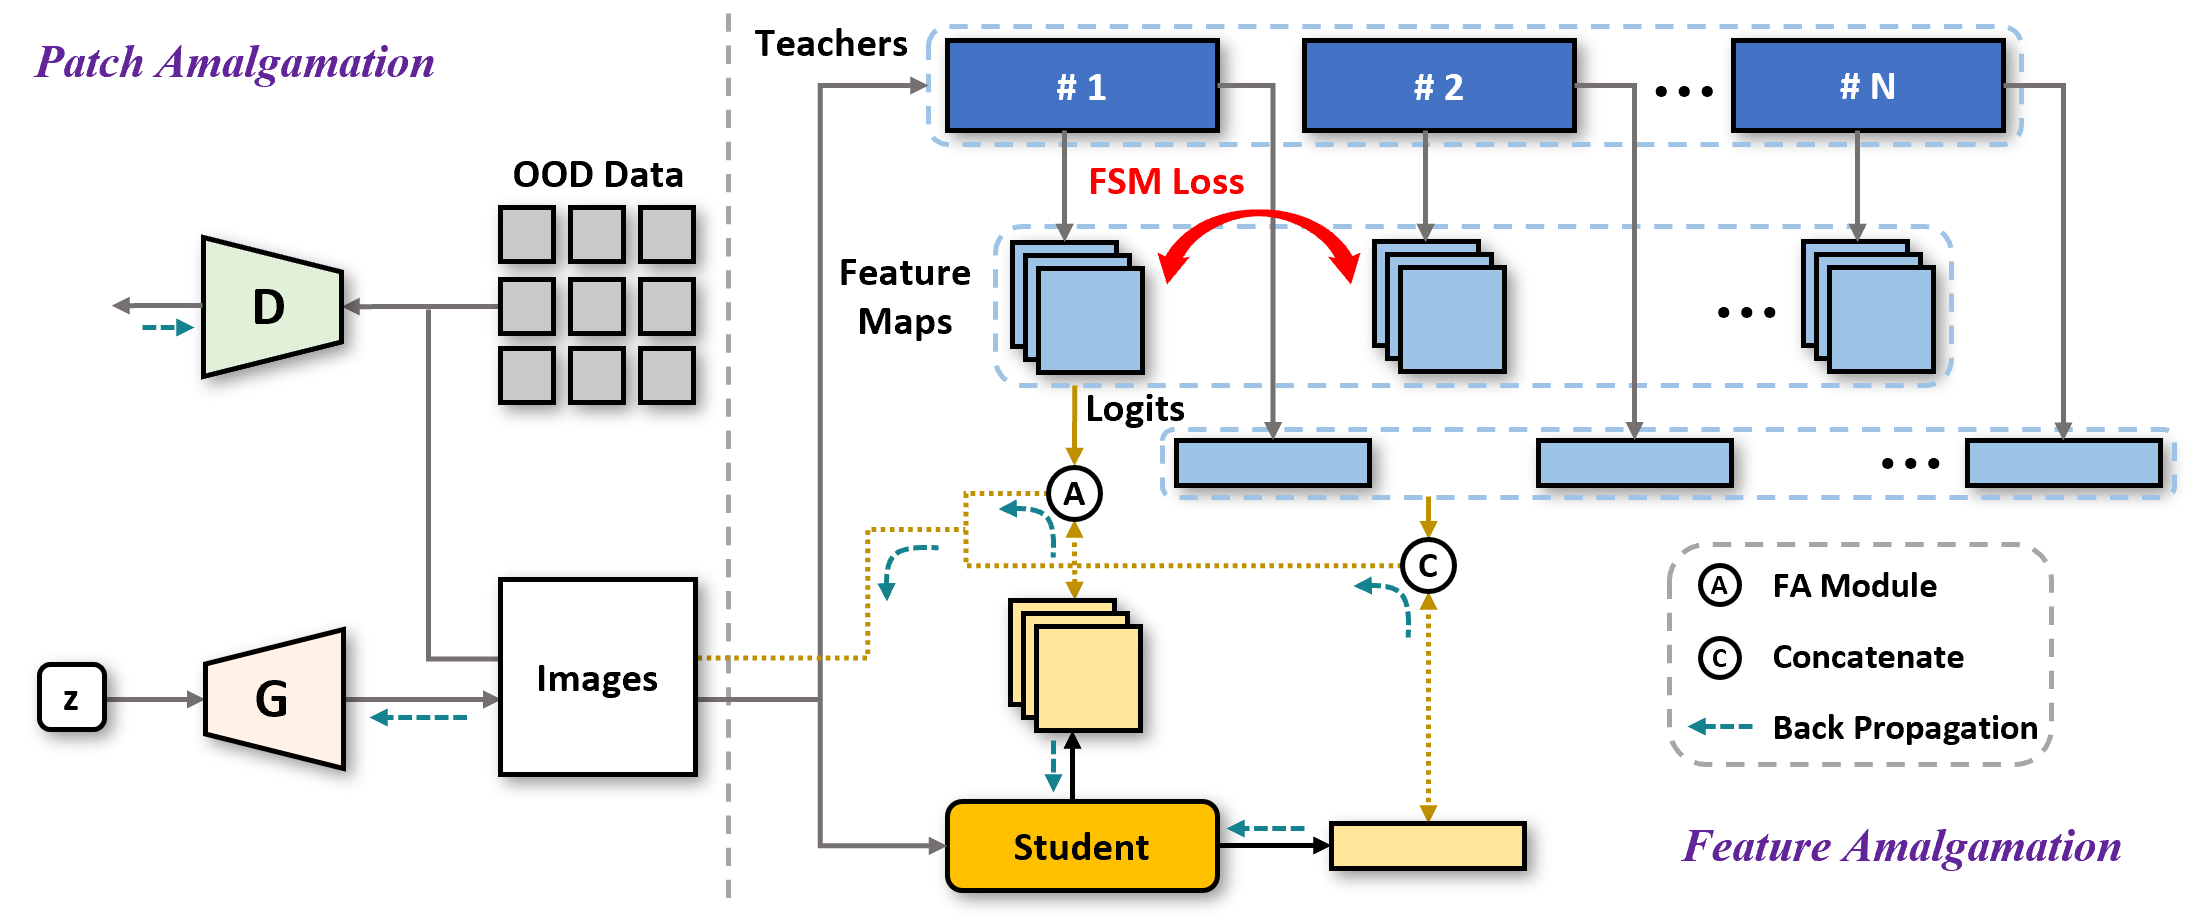 Patch Amalgamation
Teachers
# 1
# 2
# N
OOD Data
FSM Loss
D
Feature
Maps
Logits
A
C
z
G
Images
Student
A FA Module
C Concatenate
Back Propagation
Feature Amalgamation